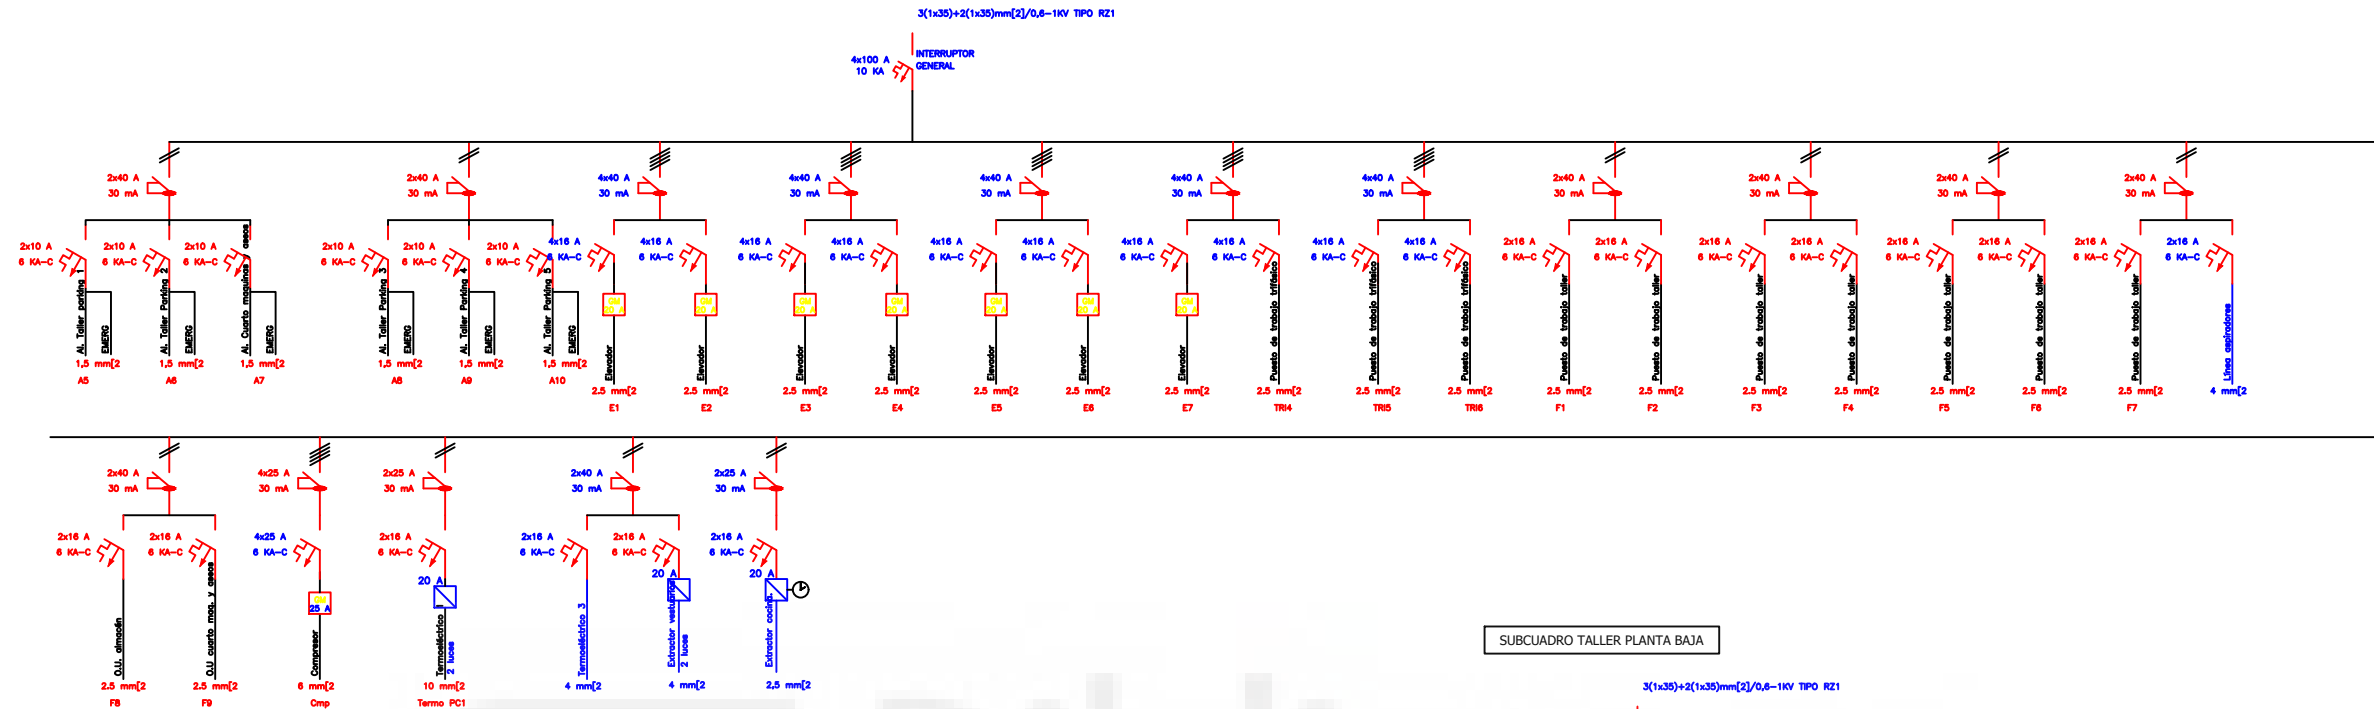 3(1x35)+2(1x35)mm[2]/0,6-1KV TIPO RZ1
4x100 A
10 KA
INTERRUPTOR
GENERAL
2x40 A
30 mA
2x40 A
30 mA
4x40 A
30 mA
4x40 A
30 mA
4x40 A
30 mA
4x40 A
30 mA
4x40 A
30 mA
2x40 A
30 mA
2x40 A
30 mA
2x40 A
30 mA
2x40 A
30 mA
2x10 A
6 KA-C
2x10 A
6 KA-C
2x10 A
6 KA-C
2x10 A
6 KA-C
2x10 A
6 KA-C
2x10 A
6 KA-C
4x16 A
6 KA-C
4x16 A
6 KA-C
4x16 A
6 KA-C
4x16 A
6 KA-C
4x16 A
6 KA-C
4x16 A
6 KA-C
4x16 A
6 KA-C
4x16 A
6 KA-C
4x16 A
6 KA-C
4x16 A
6 KA-C
2x16 A
6 KA-C
2x16 A
6 KA-C
2x16 A
6 KA-C
2x16 A
6 KA-C
2x16 A
6 KA-C
2x16 A
6 KA-C
2x16 A
6 KA-C
2x16 A
6 KA-C
Al. Taller parking 1
EMERG
1,5 mm[2
A5
Al. Taller Parking 2
EMERG
1,5 mm[2
A6
Al. Cuarto maquinas y aseos
EMERG
1,5 mm[2
A7
Al. Taller Parking 3
EMERG
1,5 mm[2
A8
Al. Taller Parking 4
EMERG
1,5 mm[2
A9
Al. Taller Parking 5
EMERG
1,5 mm[2
A10
GM
Elevador
2.5 mm[2
E1
GM
Elevador
2.5 mm[2
E2
GM
Elevador
2.5 mm[2
E3
GM
Elevador
2.5 mm[2
E4
GM
Elevador
2.5 mm[2
E5
GM
Elevador
2.5 mm[2
E6
GM
Elevador
2.5 mm[2
E7
Puesto de trabajo trifásico
2.5 mm[2
TRI4
Puesto de trabajo trifásico
2.5 mm[2
TRI5
Puesto de trabajo trifásico
2.5 mm[2
TRI6
Puesto de trabajo taller
2.5 mm[2
F1
Puesto de trabajo taller
2.5 mm[2
F2
Puesto de trabajo taller
2.5 mm[2
F3
Puesto de trabajo taller
2.5 mm[2
F4
Puesto de trabajo taller
2.5 mm[2
F5
Puesto de trabajo taller
2.5 mm[2
F6
Puesto de trabajo taller
2.5 mm[2
F7
Línea aspiradores
4 mm[2
2x40 A
30 mA
4x25 A
30 mA
2x25 A
30 mA
2x40 A
30 mA
2x25 A
30 mA
2x16 A
6 KA-C
2x16 A
6 KA-C
4x25 A
6 KA-C
2x16 A
6 KA-C
2x16 A
6 KA-C
2x16 A
6 KA-C
2x16 A
6 KA-C
O.U. almacén
2.5 mm[2
F8
O.U cuarto maq. y aseos
2.5 mm[2
F9
GM
25 A
Compresor
6 mm[2
Cmp
20 A
Termoeléctrico 1
2 luces
10 mm[2
Termo PC1
Termoeléctrico 3
4 mm[2
20 A
Extractor vestuarios
2 luces
4 mm[2
20 A
Extractor cocina.
2,5 mm[2
SUBCUADRO TALLER PLANTA BAJA
3(1x35)+2(1x35)mm[2]/0,6-1KV TIPO RZ1